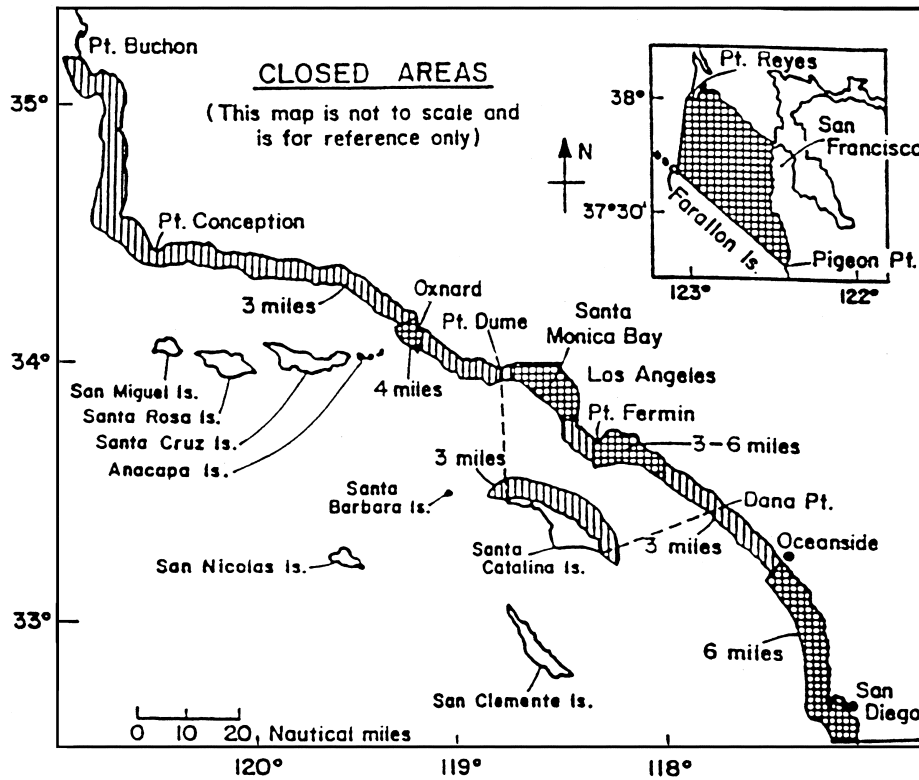 Pt. Buchon
CLOSED AREAS
(This map is not to scale and
is for reference only)
35°
N
Pt. Reyes
38°
San
Francisco
37°30'
Farallon Is.
Pigeon Pt.
123°
122°
Pt. Conception
3 miles
Oxnard
Pt. Dume
Santa
Monica Bay
34°
4 miles
Los Angeles
San Miguel Is.
Santa Rosa Is.
Santa Cruz Is.
Anacapa Is.
Pt. Fermin
3-6 miles
3 miles
Santa
Barbara Is.
Dana Pt.
3 miles
Oceanside
San Nicolas Is.
Santa
Catalina Is.
33°
6 miles
San Clemente Is.
San
Diego
0 10 20 Nautical miles
120°
119°
118°